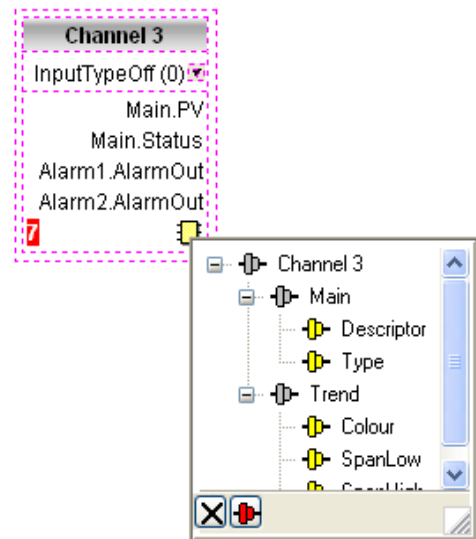 Channel 3
InputTypeOff (0)
Main.PV
Main.Status
Alarm1.AlarmOut
Alarm2.AlarmOut
7
Channel 3
Main
Descriptor
Type
Trend
Colour
SpanLow
SpanHigh